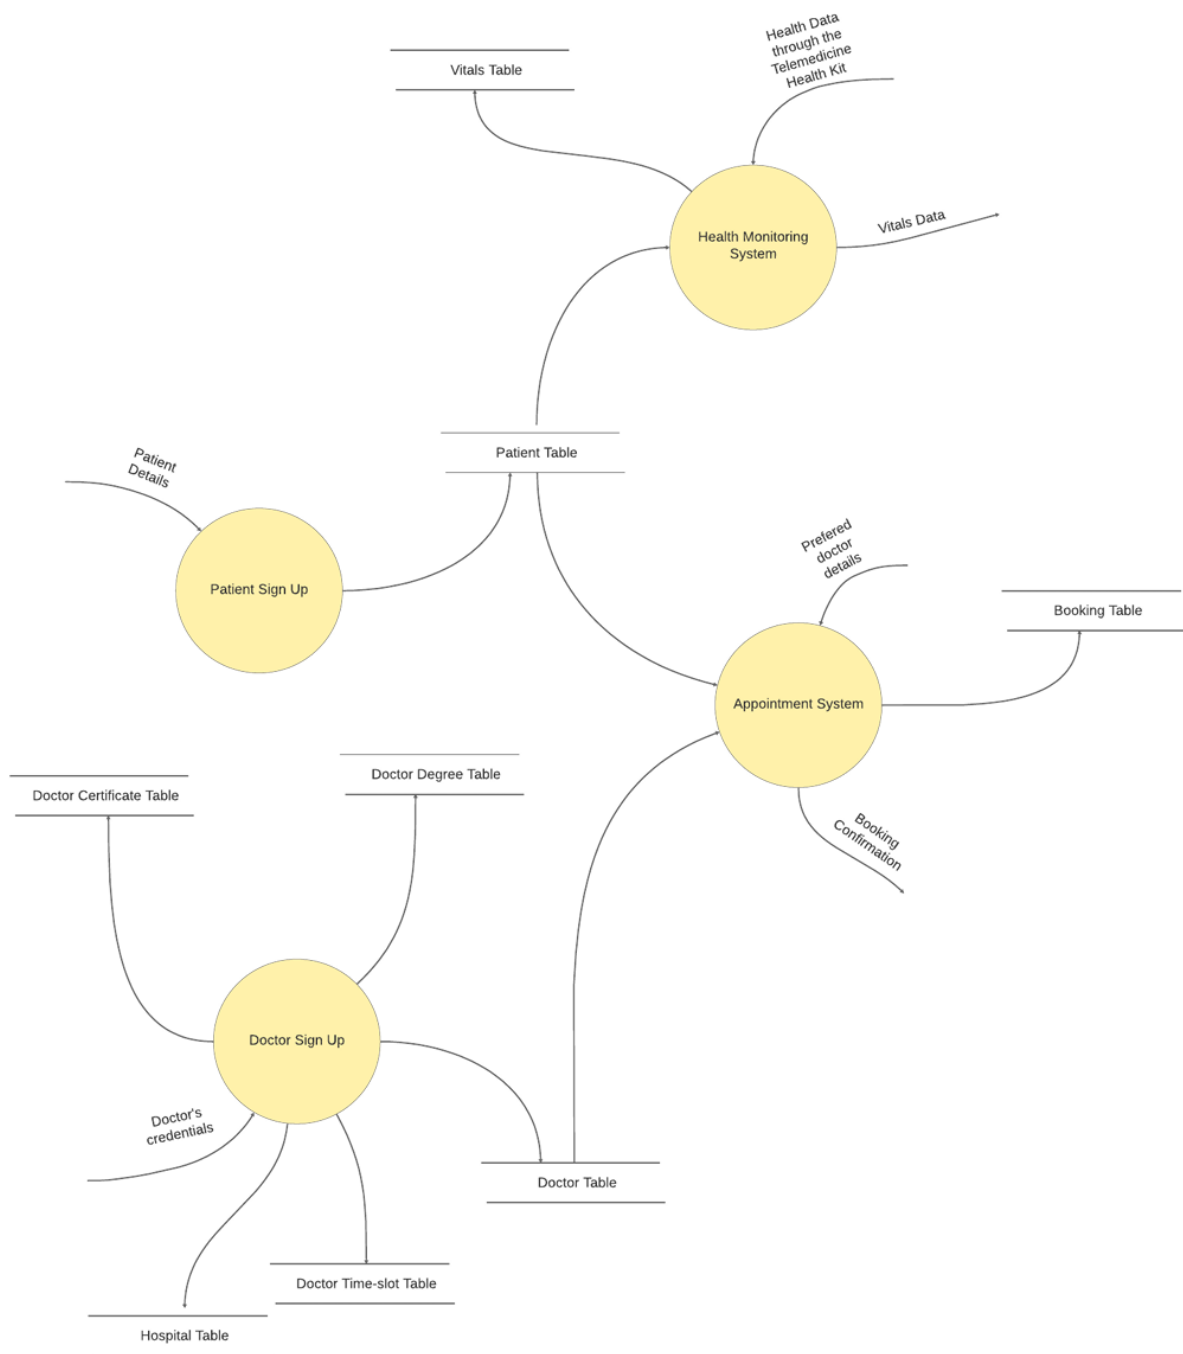 Health Data
through the
Telemedicine
Health Kit
Vitals Table
Vitals Data
Health Monitoring
System
Patient Table
Patient
Details
Patient Sign Up
Prefered
doctor
details
Booking Table
Appointment System
Doctor Degree Table
Doctor Certificate Table
Booking
Confirmation
Doctor Sign Up
Doctor's
credentials
Doctor Table
Doctor Time-slot Table
Hospital Table